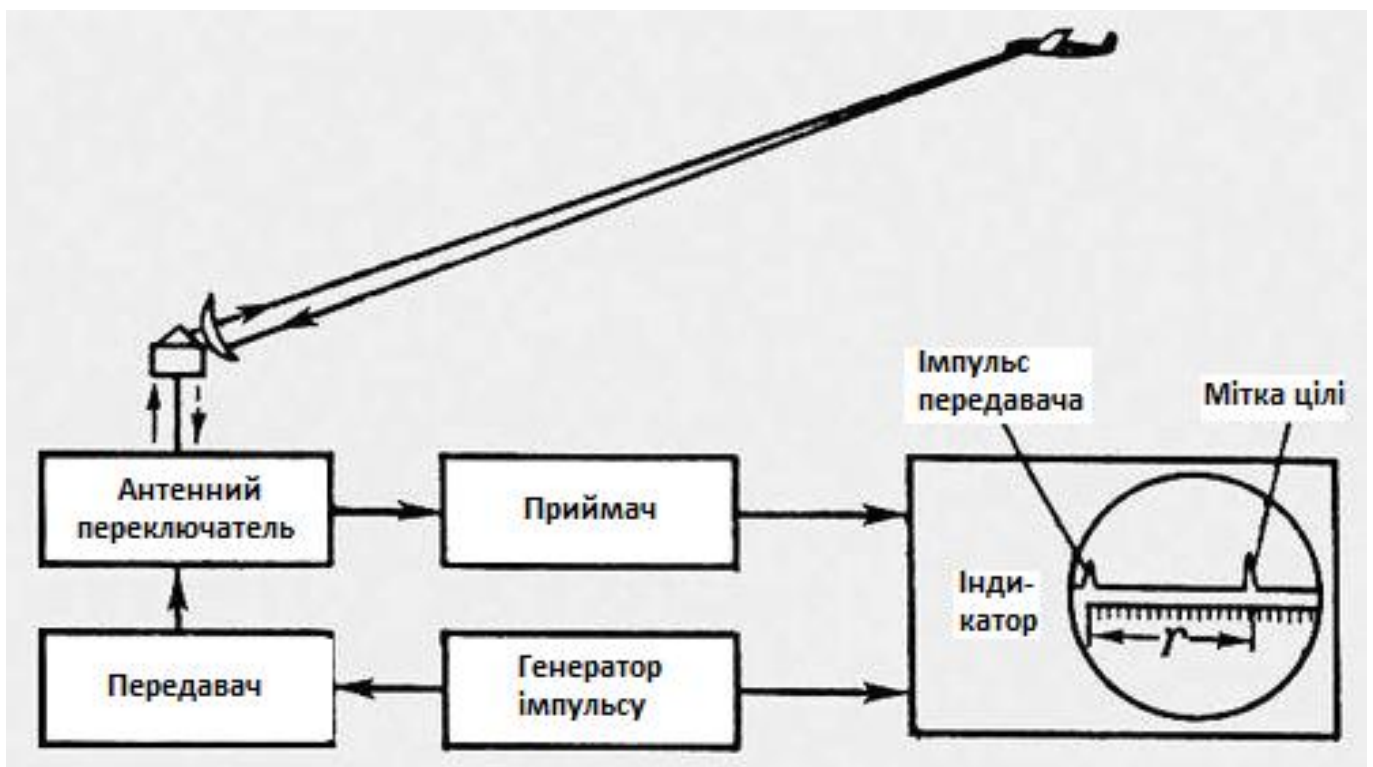 Імпульс
передавача
Мітка цілі
Антенний
переключатель
Приймач
Інди-
катор
r
Передавач
Генератор
імпульсу